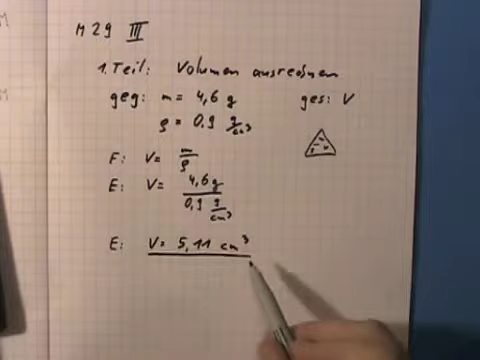 M 29 III
1. Teil: Volumen ausrechnen
geg: m = 4,6 g ges: V
ρ = 0,9 g/cm³
F: V = m/ρ
E: V = 4,6 g / 0,9 g/cm³
E: V = 5,11 cm³